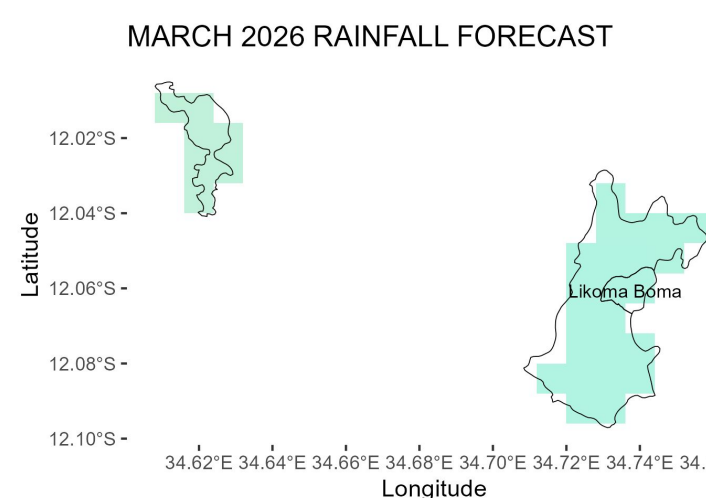 MARCH 2026 RAINFALL FORECAST
12.02°S
12.04°S
Latitude
12.06°S
Likoma Boma
12.08°S
12.10°S
34.62°E 34.64°E 34.66°E 34.68°E 34.70°E 34.72°E 34.74°E 34.
Longitude